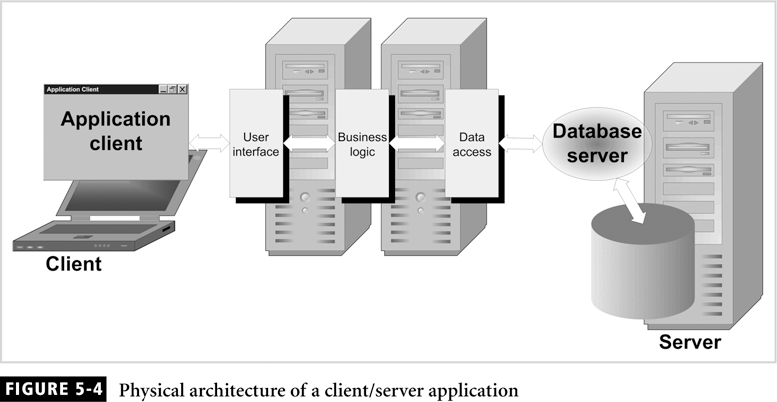 Application Client
Application
client
User
interface
Business
logic
Data
access
Database
server
Client
Server
FIGURE 5-4 Physical architecture of a client/server application